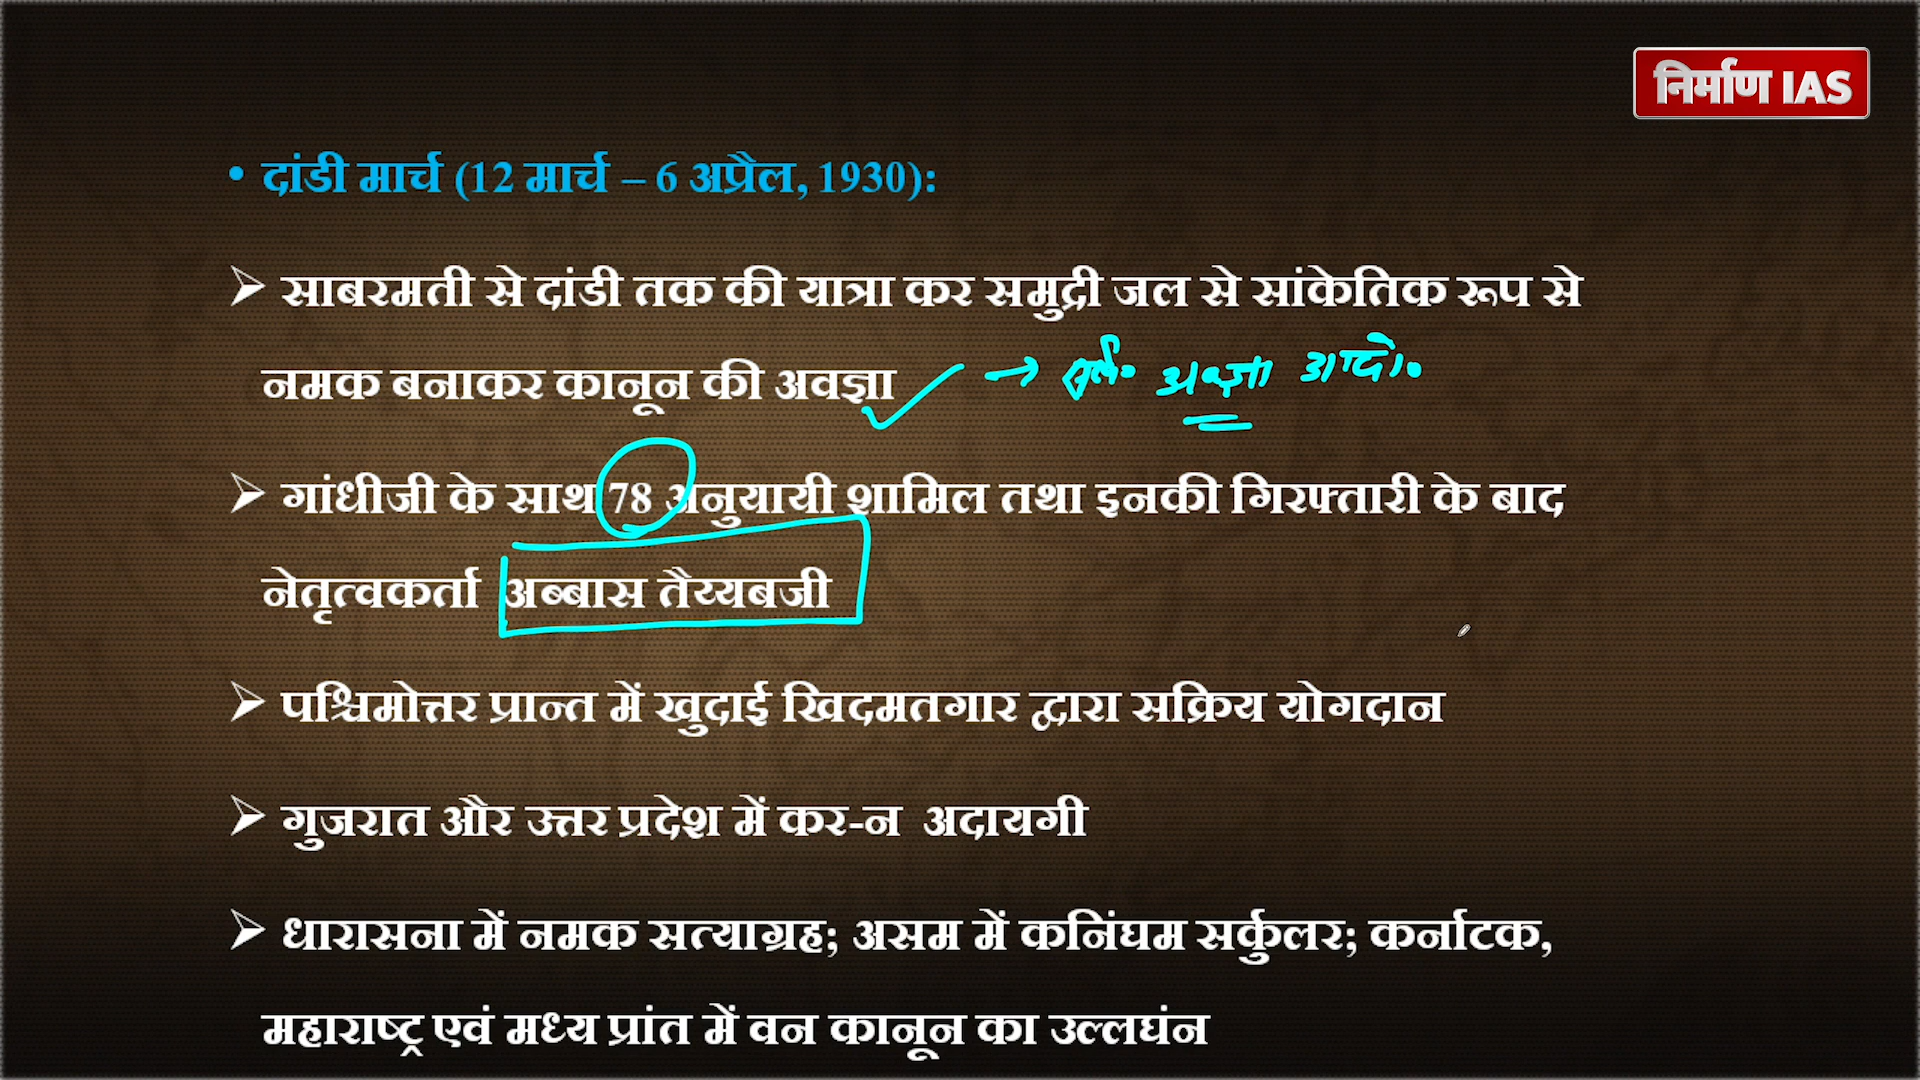 निर्माण IAS
• दांडी मार्च (12 मार्च – 6 अप्रैल, 1930):
➢ साबरमती से दांडी तक की यात्रा कर समुद्री जल से सांकेतिक रूप से
नमक बनाकर कानून की अवज्ञा ✓ → अवज्ञा
➢ गांधीजी के साथ 78 अनुयायी शामिल तथा इनकी गिरफ्तारी के बाद
नेतृत्वकर्ता अब्बास तैय्यबजी
➢ पश्चिमोत्तर प्रान्त में खुदाई खिदमतगार द्वारा सक्रिय योगदान
➢ गुजरात और उत्तर प्रदेश में कर-न अदायगी
➢ धारासना में नमक सत्याग्रह; असम में कनिंघम सर्कुलर; कर्नाटक,
महाराष्ट्र एवं मध्य प्रांत में वन कानून का उल्लघंन